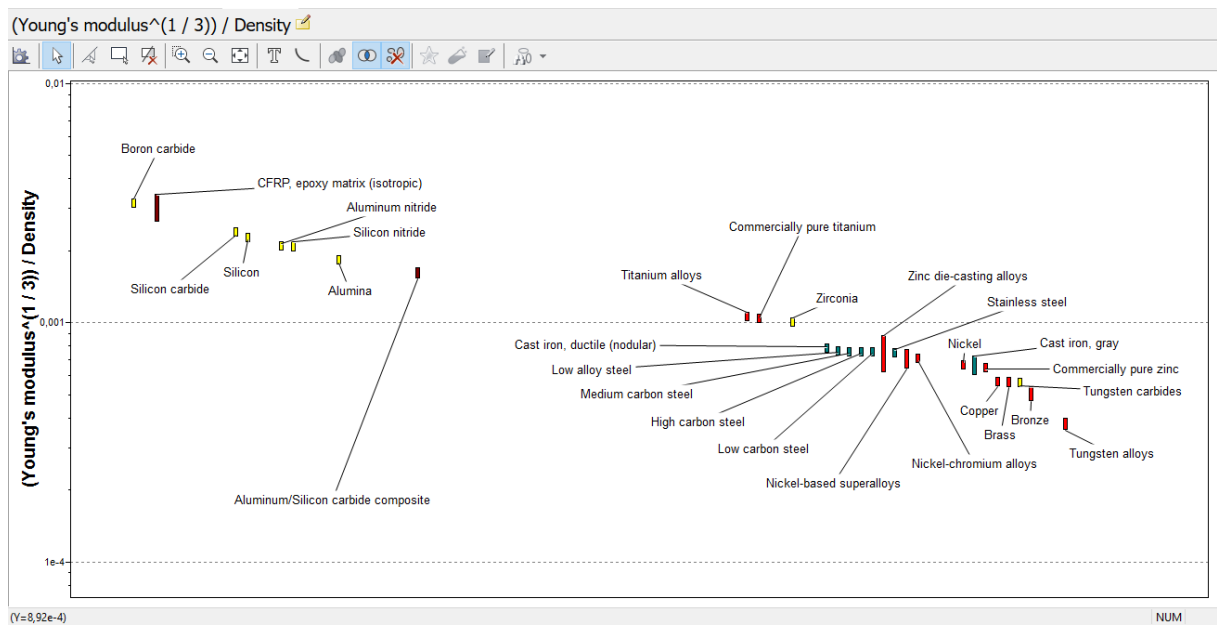 (Young's modulus^(1 / 3)) / Density
T
0,01
Boron carbide
CFRP, epoxy matrix (isotropic)
Aluminum nitride
Silicon nitride
Commercially pure titanium
Silicon
Silicon carbide
Alumina
Titanium alloys
Zirconia
Zinc die-casting alloys
Stainless steel
0,001
Cast iron, ductile (nodular)
Nickel
Cast iron, gray
Low alloy steel
Commercially pure zinc
Medium carbon steel
Tungsten carbides
Copper
High carbon steel
Bronze
Brass
Low carbon steel
Tungsten alloys
Nickel-chromium alloys
Nickel-based superalloys
Aluminum/Silicon carbide composite
1e-4
(Young's modulus^(1 / 3)) / Density
(Y=8,92e-4)
NUM